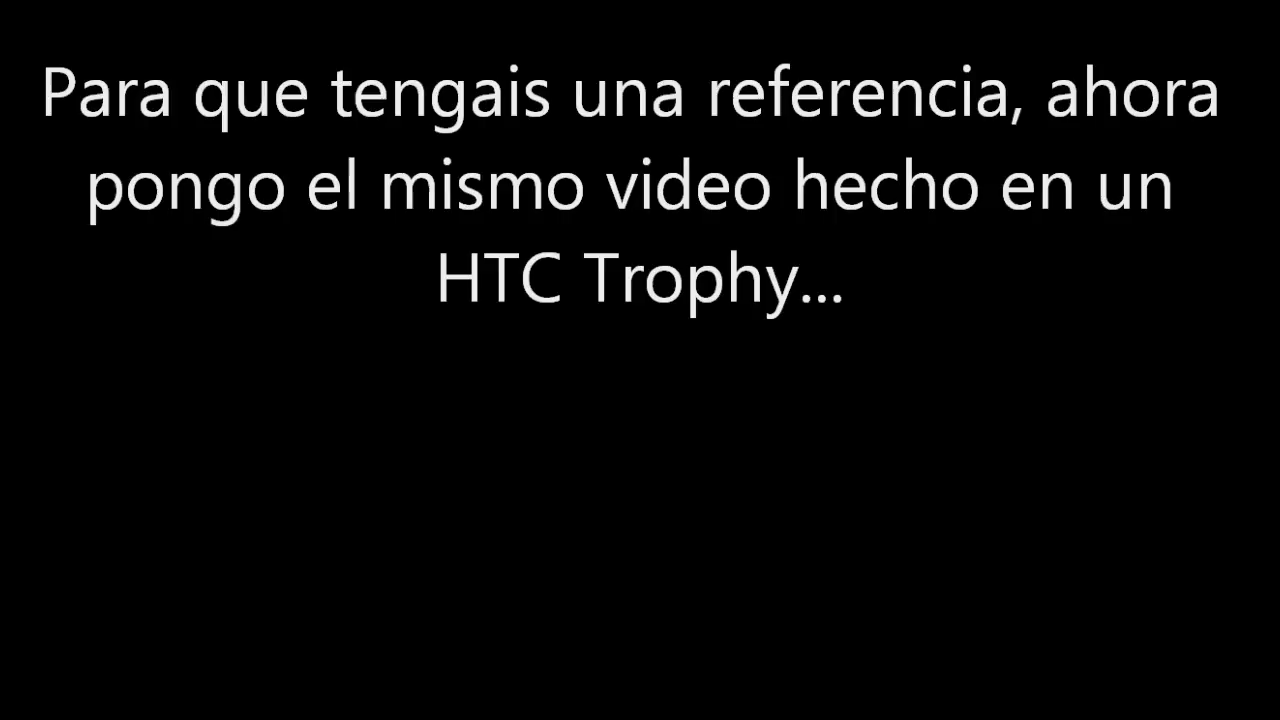 Para que tengais una referencia, ahora
pongo el mismo video hecho en un
HTC Trophy...